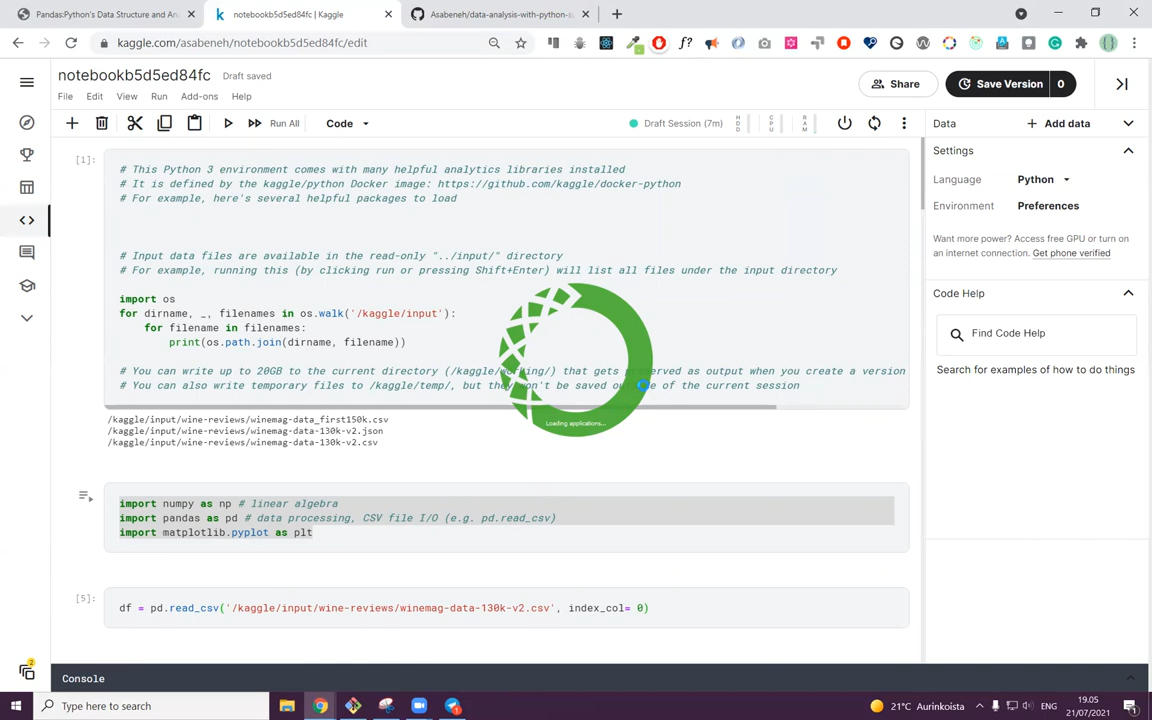 Pandas:Python's Data Structure and An
notebookb5d5ed84fc | Kaggle
Asabeneh/data-analysis-with-python-s
kaggle.com/asabeneh/notebookb5d5ed84fc/edit
notebookb5d5ed84fc
Draft saved
Share
Save Version
0
File
Edit
View
Run
Add-ons
Help
Run All
Code
Draft Session (7m)
HDD
CPU
RAM
Data
Add data
[1]:
# This Python 3 environment comes with many helpful analytics libraries installed
# It is defined by the kaggle/python Docker image: https://github.com/kaggle/docker-python
# For example, here's several helpful packages to load
# Input data files are available in the read-only "../input/" directory
# For example, running this (by clicking run or pressing Shift+Enter) will list all files under the input directory
import os
for dirname, _, filenames in os.walk('/kaggle/input'):
for filename in filenames:
print(os.path.join(dirname, filename))
# You can write up to 20GB to the current directory (/kaggle/working/) that gets preserved as output when you create a version
# You can also write temporary files to /kaggle/temp/, but they won't be saved outside of the current session
Loading applications...
/kaggle/input/wine-reviews/winemag-data_first150k.csv
/kaggle/input/wine-reviews/winemag-data-130k-v2.json
/kaggle/input/wine-reviews/winemag-data-130k-v2.csv
import numpy as np # linear algebra
import pandas as pd # data processing, CSV file I/O (e.g. pd.read_csv)
import matplotlib.pyplot as plt
[5]:
df = pd.read_csv('/kaggle/input/wine-reviews/winemag-data-130k-v2.csv', index_col= 0)
Settings
Language
Python
Environment
Preferences
Want more power? Access free GPU or turn on
an internet connection. Get phone verified
Code Help
Find Code Help
Search for examples of how to do things
Console
2
Type here to search
21°C Aurinkoista
ENG
19.05
21/07/2021
1